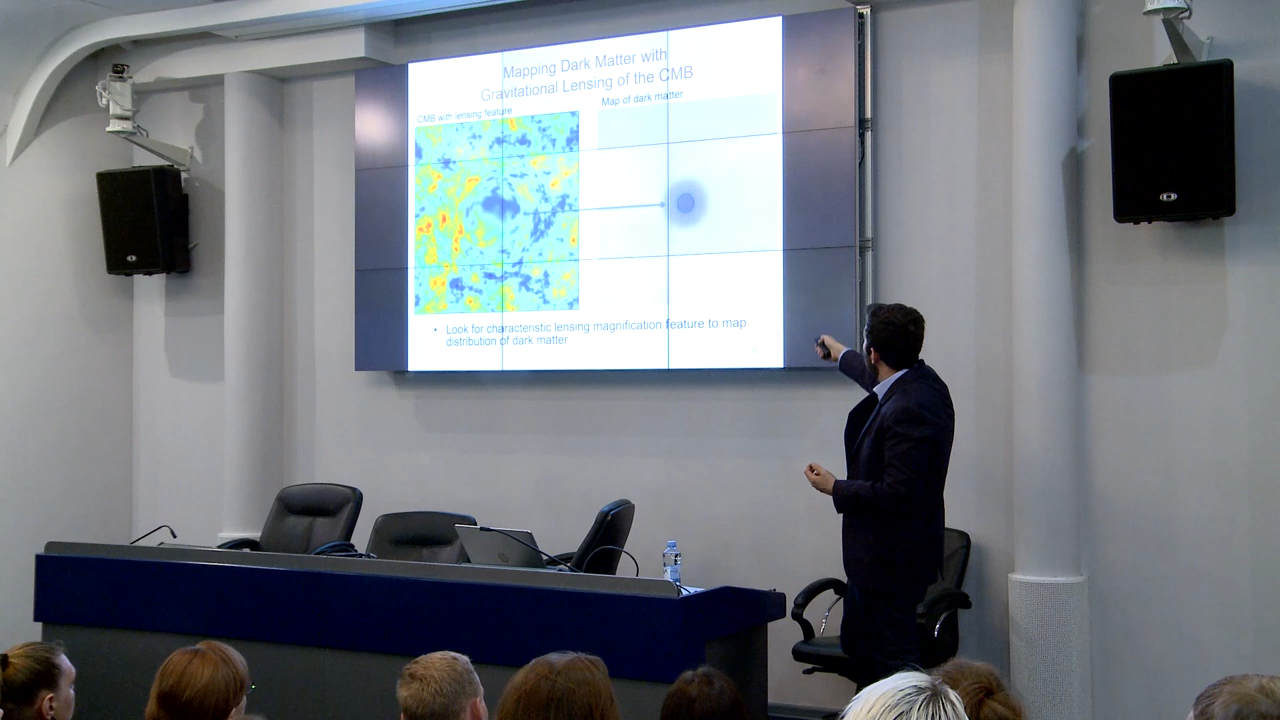 Mapping Dark Matter with
Gravitational Lensing of the CMB
CMB with lensing feature
Map of dark matter
• Look for characteristic lensing magnification feature to map
distribution of dark matter